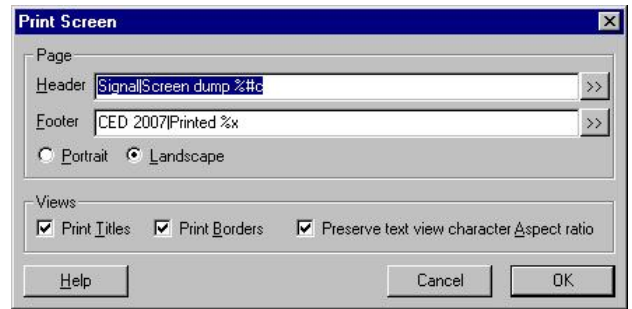 Print Screen
Page
Header Signal|Screen dump %#c >>
Footer CED 2007|Printed %x >>
Portrait Landscape
Views
Print Titles Print Borders Preserve text view character Aspect ratio
Help Cancel OK